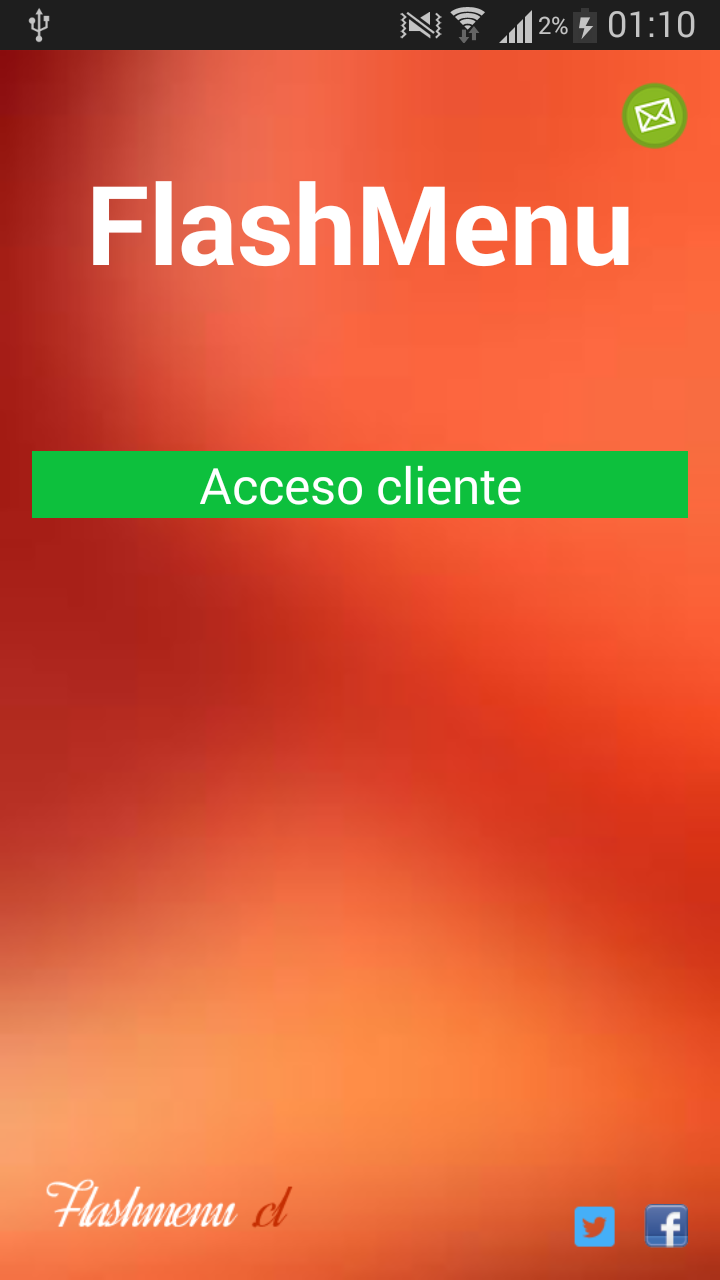 2% 01:10
FlashMenu
Acceso cliente
Flashmenu .cl
f